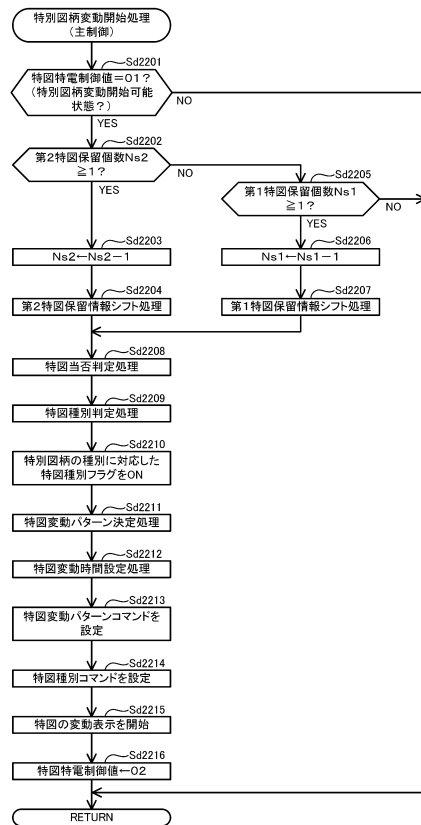 特別図柄変動開始処理
(主制御)
Sd2201
特図特電制御値=01?
(特別図柄変動開始可能
状態?)
NO
YES
Sd2202
第2特図保留個数Ns2
≧1?
NO
YES
Sd2205
第1特図保留個数Ns1
≧1?
NO
YES
Sd2203
Ns2←Ns2-1
Sd2206
Ns1←Ns1-1
Sd2204
第2特図保留情報シフト処理
Sd2207
第1特図保留情報シフト処理
Sd2208
特図当否判定処理
Sd2209
特図種別判定処理
Sd2210
特別図柄の種別に対応した
特図種別フラグをON
Sd2211
特図変動パターン決定処理
Sd2212
特図変動時間設定処理
Sd2213
特図変動パターンコマンドを
設定
Sd2214
特図種別コマンドを設定
Sd2215
特図の変動表示を開始
Sd2216
特図特電制御値←02
RETURN